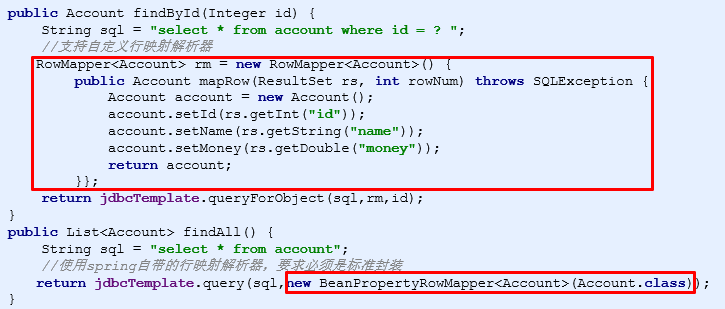 public Account findById(Integer id) {
    String sql = "select * from account where id = ? ";
    //支持自定义行映射解析器
    RowMapper<Account> rm = new RowMapper<Account>() {
        public Account mapRow(ResultSet rs, int rowNum) throws SQLException {
            Account account = new Account();
            account.setId(rs.getInt("id"));
            account.setName(rs.getString("name"));
            account.setMoney(rs.getDouble("money"));
            return account;
        }};
    return jdbcTemplate.queryForObject(sql,rm,id);
}
public List<Account> findAll() {
    String sql = "select * from account";
    //使用spring自带的行映射解析器，要求必须是标准封装
    return jdbcTemplate.query(sql,new BeanPropertyRowMapper<Account>(Account.class));
}